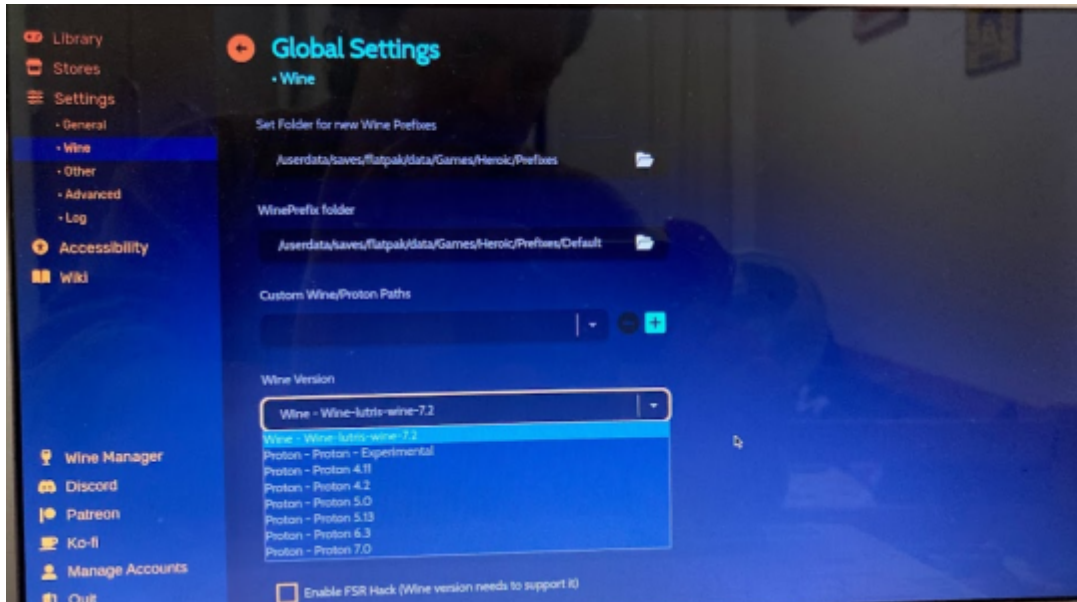 Library
Stores
Settings
- General
- Wine
- Other
- Advanced
- Log
Accessibility
Wiki
Wine Manager
Discord
Patreon
Ko-fi
Manage Accounts
Quit
Global Settings
- Wine
Set Folder for new Wine Prefixes
/userdata/saves/flatpak/data/Games/Heroic/Prefixes
WinePrefix folder
/userdata/saves/flatpak/data/Games/Heroic/Prefixes/Default
Custom Wine/Proton Paths
Wine Version
Wine - Wine-lutris-wine-7.2
Wine - Wine-lutris-wine-7.2
Proton - Proton - Experimental
Proton - Proton 4.11
Proton - Proton 4.2
Proton - Proton 5.0
Proton - Proton 5.13
Proton - Proton 6.3
Proton - Proton 7.0
Enable FSR Hack (Wine version needs to support it)